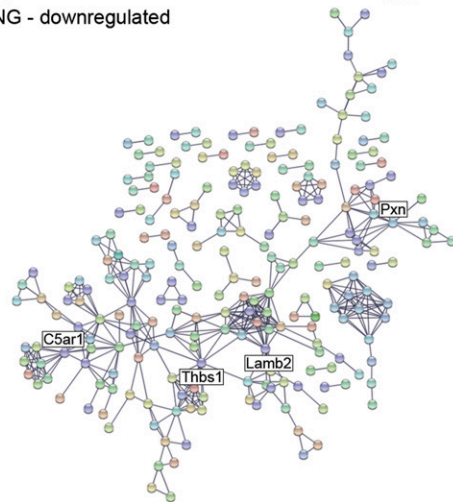 NG - downregulated
Pxn
C5ar1
Lamb2
Thbs1